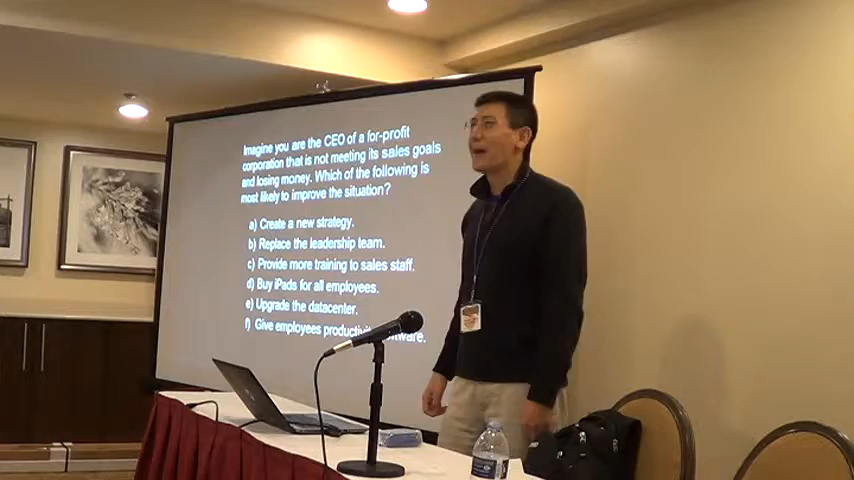 Imagine you are the CEO of a for-profit
corporation that is not meeting its sales goals
and losing money. Which of the following is
most likely to improve the situation?
a) Create a new strategy.
b) Replace the leadership team.
c) Provide more training to sales staff.
d) Buy iPads for all employees.
e) Upgrade the datacenter.
f) Give employees